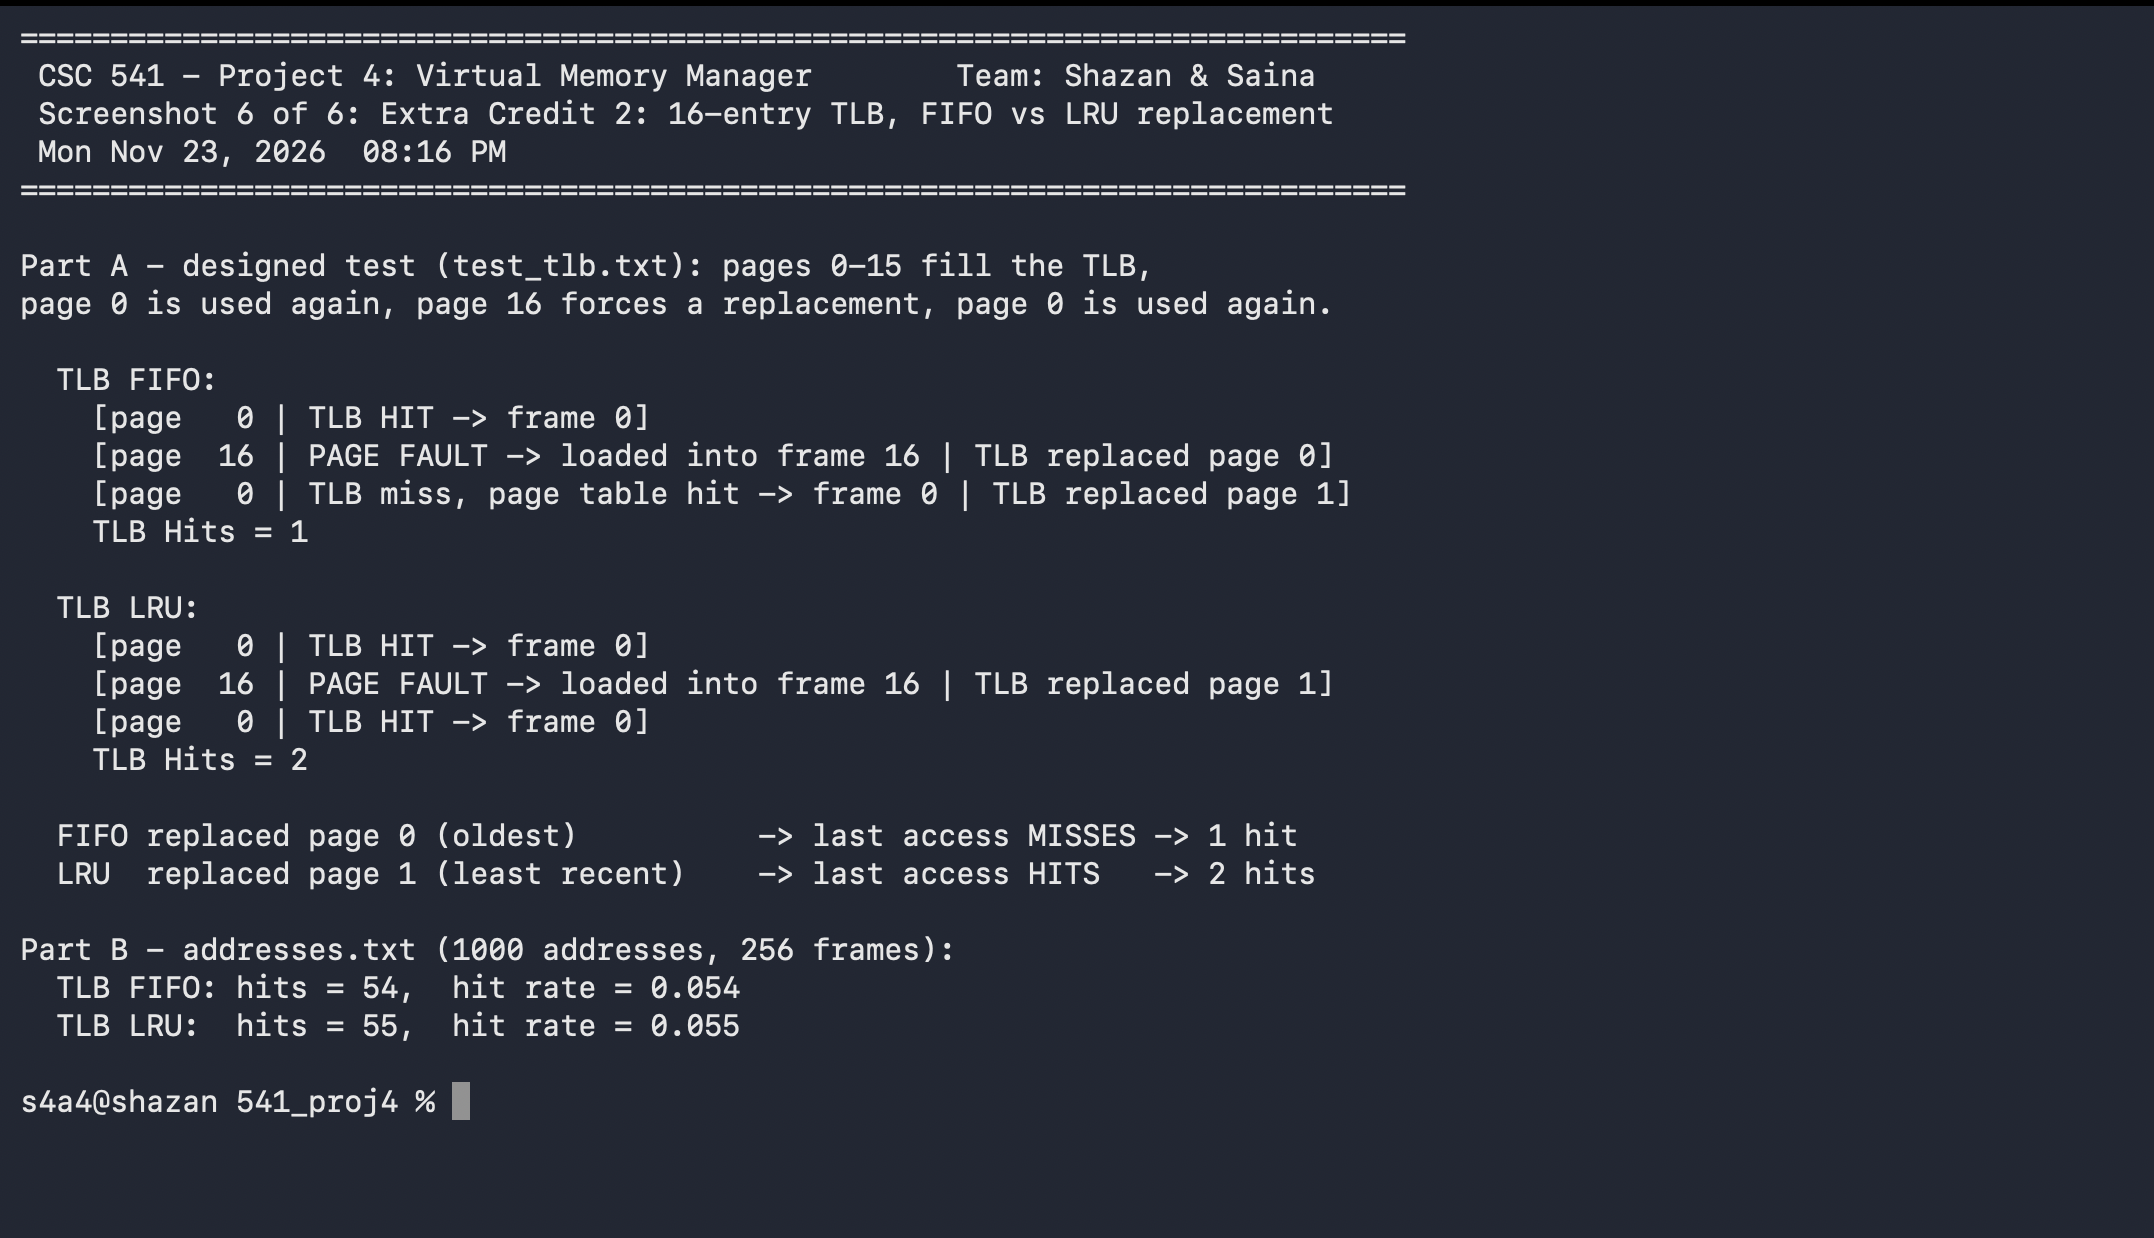 =============================================================================
CSC 541 - Project 4: Virtual Memory Manager        Team: Shazan & Saina
Screenshot 6 of 6: Extra Credit 2: 16-entry TLB, FIFO vs LRU replacement
Mon Nov 23, 2026  08:16 PM
=============================================================================
Part A - designed test (test_tlb.txt): pages 0-15 fill the TLB,
page 0 is used again, page 16 forces a replacement, page 0 is used again.
  TLB FIFO:
    [page   0 | TLB HIT -> frame 0]
    [page  16 | PAGE FAULT -> loaded into frame 16 | TLB replaced page 0]
    [page   0 | TLB miss, page table hit -> frame 0 | TLB replaced page 1]
    TLB Hits = 1
  TLB LRU:
    [page   0 | TLB HIT -> frame 0]
    [page  16 | PAGE FAULT -> loaded into frame 16 | TLB replaced page 1]
    [page   0 | TLB HIT -> frame 0]
    TLB Hits = 2
  FIFO replaced page 0 (oldest)          -> last access MISSES -> 1 hit
  LRU  replaced page 1 (least recent)    -> last access HITS   -> 2 hits
Part B - addresses.txt (1000 addresses, 256 frames):
  TLB FIFO: hits = 54,  hit rate = 0.054
  TLB LRU:  hits = 55,  hit rate = 0.055
s4a4@shazan 541_proj4 %